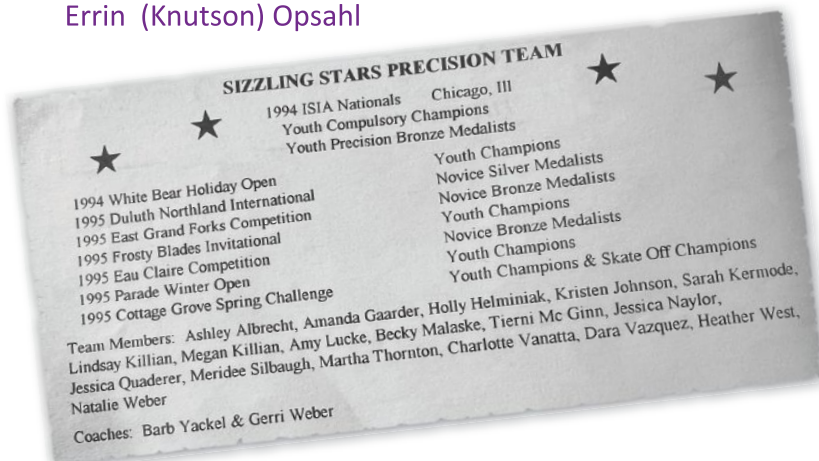 Errin (Knutson) Opsahl
SIZZLING STARS PRECISION TEAM
1994 ISIA Nationals Chicago, Ill
Youth Compulsory Champions
Youth Precision Bronze Medalists
1994 White Bear Holiday Open Youth Champions
1995 Duluth Northland International Novice Silver Medalists
1995 East Grand Forks Competition Novice Bronze Medalists
1995 Frosty Blades Invitational Youth Champions
1995 Eau Claire Competition Novice Bronze Medalists
1995 Parade Winter Open Youth Champions
1995 Cottage Grove Spring Challenge Youth Champions & Skate Off Champions
Team Members: Ashley Albrecht, Amanda Gaarder, Holly Helminiak, Kristen Johnson, Sarah Kermode,
Lindsay Killian, Megan Killian, Amy Lucke, Becky Malaske, Tierni Mc Ginn, Jessica Naylor,
Jessica Quaderer, Meridee Silbaugh, Martha Thornton, Charlotte Vanatta, Dara Vazquez, Heather West,
Natalie Weber
Coaches: Barb Yackel & Gerri Weber